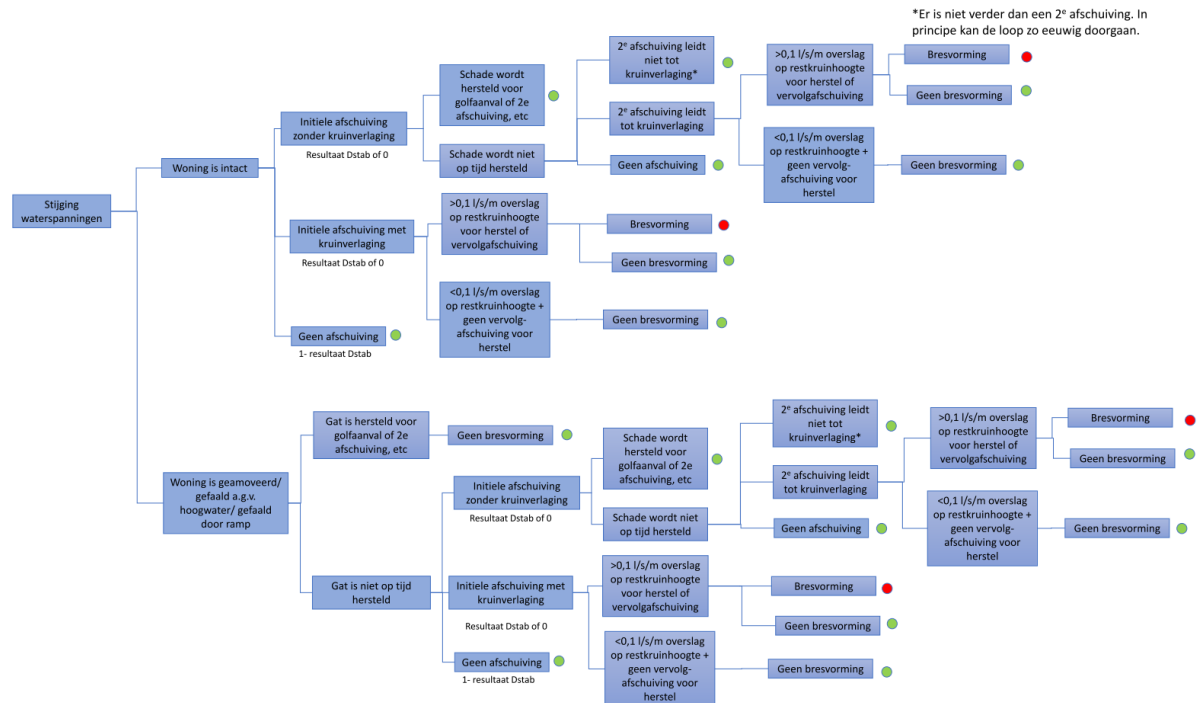 *Er is niet verder dan een 2e afschuiving. In
principe kan de loop zo eeuwig doorgaan.
Stijging
waterspanningen
Woning is intact
Initiele afschuiving
zonder kruinverlaging
Resultaat Dstab of 0
Schade wordt
hersteld voor
golfaanval of 2e
afschuiving, etc
Schade wordt niet
op tijd hersteld
2e afschuiving leidt
niet tot
kruinverlaging*
2e afschuiving leidt
tot kruinverlaging
Geen afschuiving
>0,1 l/s/m overslag
op restkruinhoogte
voor herstel of
vervolgafschuiving
Bresvorming
Geen bresvorming
<0,1 l/s/m overslag
op restkruinhoogte +
geen vervolg-
afschuiving voor
herstel
Geen bresvorming
Initiele afschuiving met
kruinverlaging
Resultaat Dstab of 0
>0,1 l/s/m overslag
op restkruinhoogte
voor herstel of
vervolgafschuiving
Bresvorming
Geen bresvorming
<0,1 l/s/m overslag
op restkruinhoogte +
geen vervolg-
afschuiving voor
herstel
Geen bresvorming
Geen afschuiving
1- resultaat Dstab
Woning is geamoveerd/
gefaald a.g.v.
hoogwater/ gefaald
door ramp
Gat is hersteld voor
golfaanval of 2e
afschuiving, etc
Geen bresvorming
Gat is niet op tijd
hersteld
Initiele afschuiving
zonder kruinverlaging
Resultaat Dstab of 0
Schade wordt
hersteld voor
golfaanval of 2e
afschuiving, etc
Schade wordt niet
op tijd hersteld
2e afschuiving leidt
niet tot
kruinverlaging*
2e afschuiving leidt
tot kruinverlaging
Geen afschuiving
>0,1 l/s/m overslag
op restkruinhoogte
voor herstel of
vervolgafschuiving
Bresvorming
Geen bresvorming
<0,1 l/s/m overslag
op restkruinhoogte +
geen vervolg-
afschuiving voor
herstel
Geen bresvorming
Initiele afschuiving met
kruinverlaging
Resultaat Dstab of 0
>0,1 l/s/m overslag
op restkruinhoogte
voor herstel of
vervolgafschuiving
Bresvorming
Geen bresvorming
<0,1 l/s/m overslag
op restkruinhoogte +
geen vervolg-
afschuiving voor
herstel
Geen bresvorming
Geen afschuiving
1- resultaat Dstab